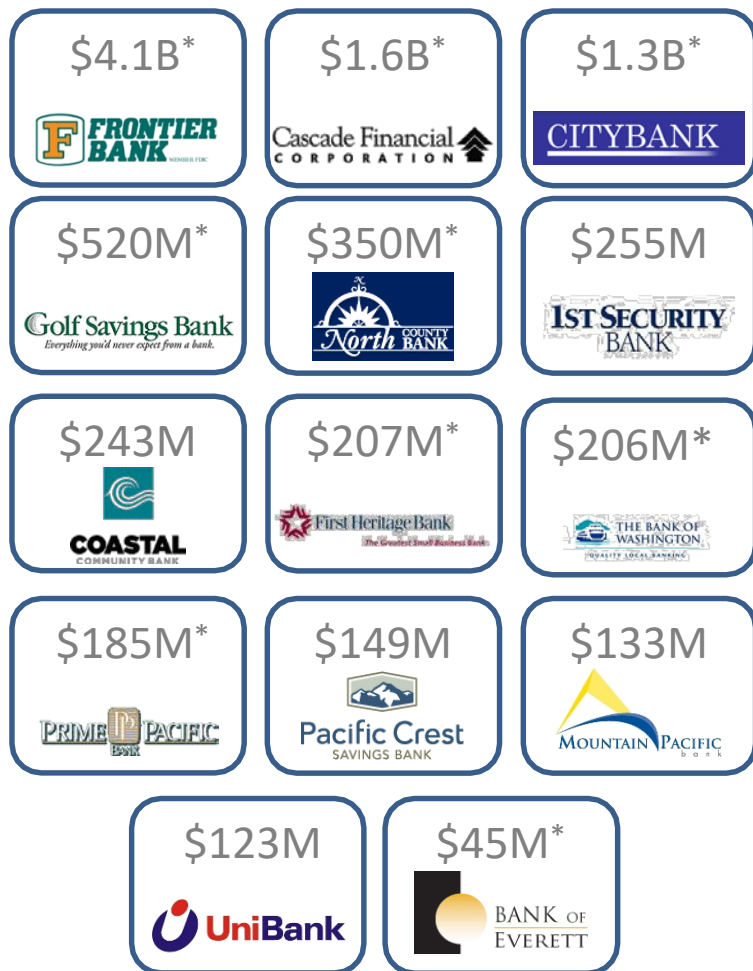 $4.1B*
F FRONTIER
BANK MEMBER FDIC
$1.6B*
Cascade Financial
CORPORATION
$1.3B*
CITYBANK
$520M*
Golf Savings Bank
Everything you'd never expect from a bank.
$350M*
N
North COUNTY
BANK
$255M
1ST SECURITY
BANK
$243M
COASTAL
COMMUNITY BANK
$207M*
First Heritage Bank
The Greatest Small Business Bank
$206M*
THE BANK OF
WASHINGTON
QUALITY LOCAL BANKING
$185M*
PRIME PP PACIFIC
BANK
$149M
Pacific Crest
SAVINGS BANK
$133M
MOUNTAIN PACIFIC
bank
$123M
UniBank
$45M*
BANK OF
EVERETT